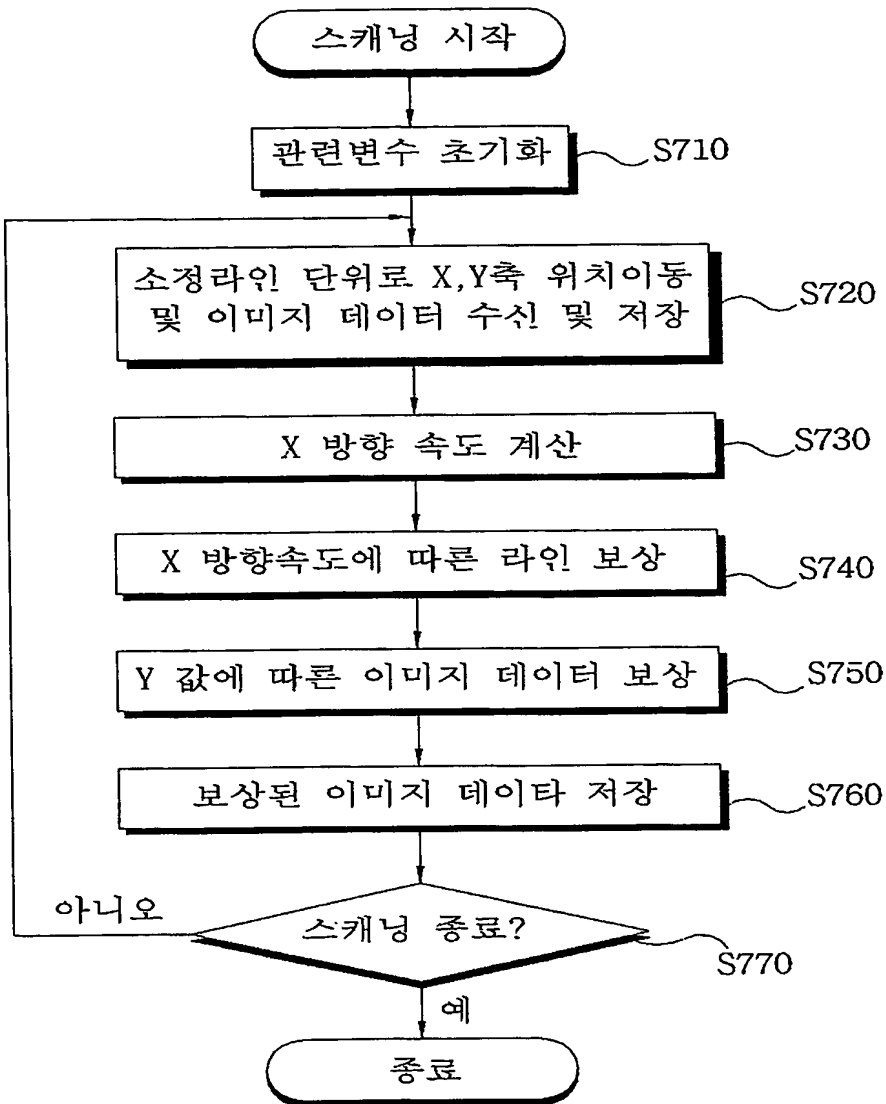 스캐닝 시작
관련변수 초기화
S710
소정라인 단위로 X,Y축 위치이동
및 이미지 데이터 수신 및 저장
S720
X 방향 속도 계산
S730
X 방향속도에 따른 라인 보상
S740
Y 값에 따른 이미지 데이터 보상
S750
보상된 이미지 데이타 저장
S760
아니오
스캐닝 종료?
S770
예
종료